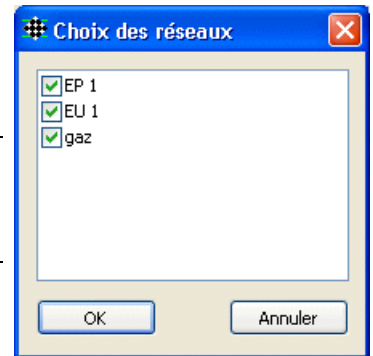 Choix des réseaux
EP 1
EU 1
gaz
OK
Annuler